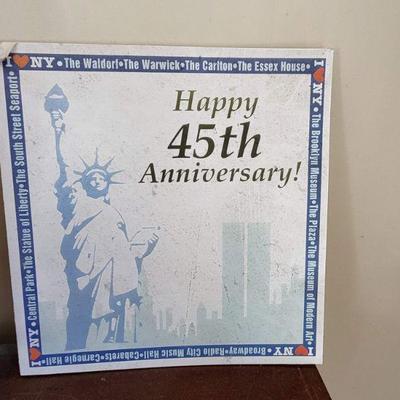 I ❤ NY • The Waldorf • The Warwick • The Carlton • The Essex House •
I ❤ NY • The Brooklyn Museum • The Plaza • The Museum of Modern Art •
I ❤ NY • Broadway • Radio City Music Hall • Cabarets • Carnegie Hall •
I ❤ NY • Central Park • The Statue of Liberty • The South Street Seaport •
Happy
45th
Anniversary!